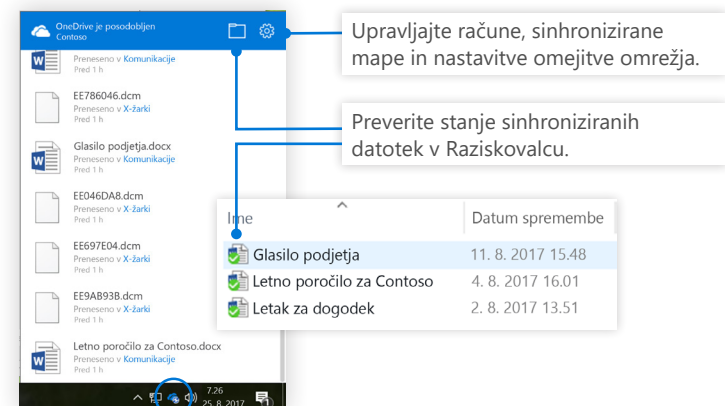 OneDrive je posodobljen
Contoso
Preneseno v Komunikacije
Pred 1 h
EE786046.dcm
Preneseno v X-žarki
Pred 1 h
Glasilo podjetja.docx
Preneseno v Komunikacije
Pred 1 h
EE046DA8.dcm
Preneseno v X-žarki
Pred 1 h
EE697E04.dcm
Preneseno v X-žarki
Pred 1 h
EE9AB93B.dcm
Preneseno v X-žarki
Pred 1 h
Letno poročilo za Contoso.docx
Preneseno v Komunikacije
Pred 1 h
7.26
25. 8. 2017
1
Upravljajte račune, sinhronizirane
mape in nastavitve omejitve omrežja.
Preverite stanje sinhroniziranih
datotek v Raziskovalcu.
Ime Datum spremembe
Glasilo podjetja 11. 8. 2017 15.48
Letno poročilo za Contoso 4. 8. 2017 16.01
Letak za dogodek 2. 8. 2017 13.51